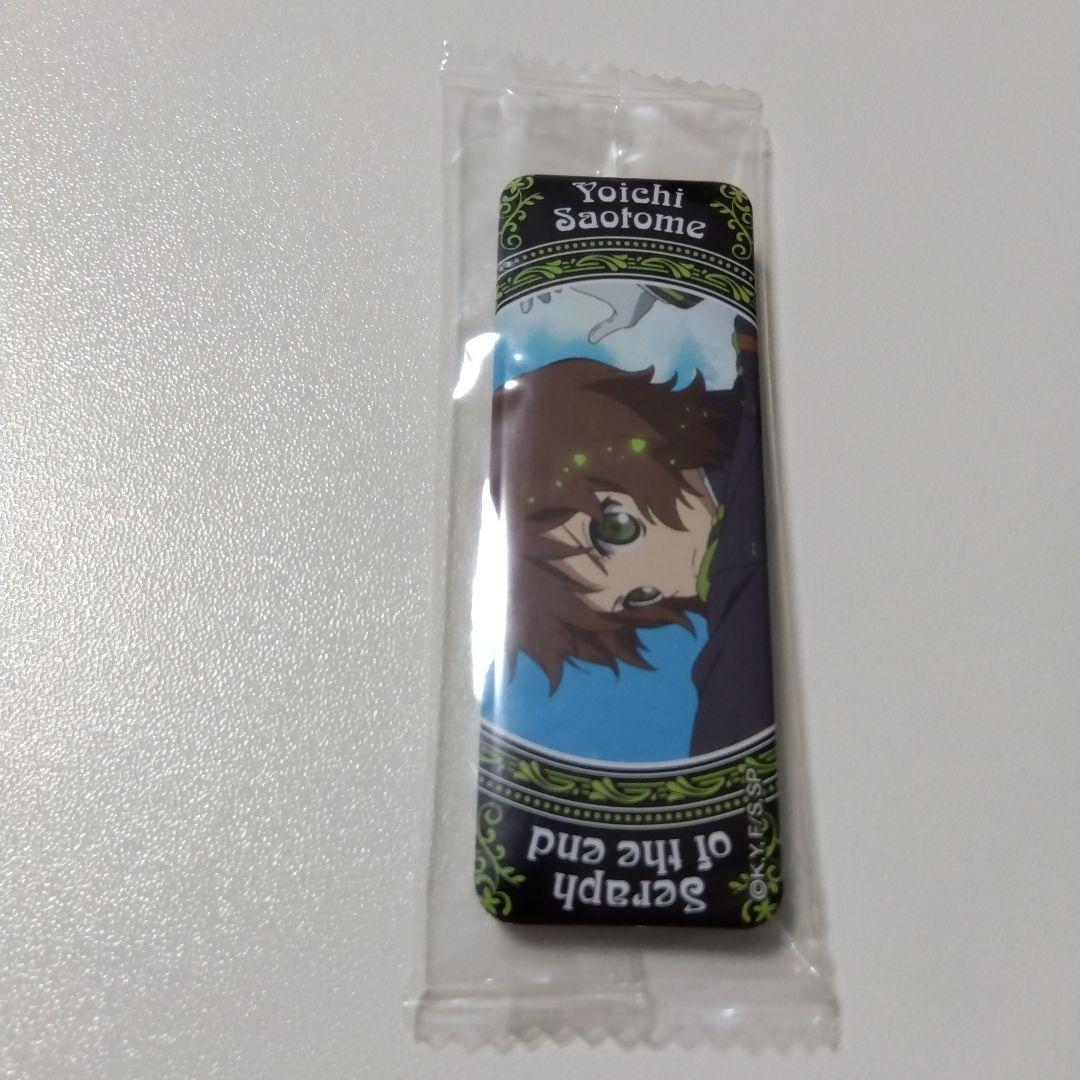 Yoichi
Saotome
Seraph
of the end
©K,Y,F/S,SP